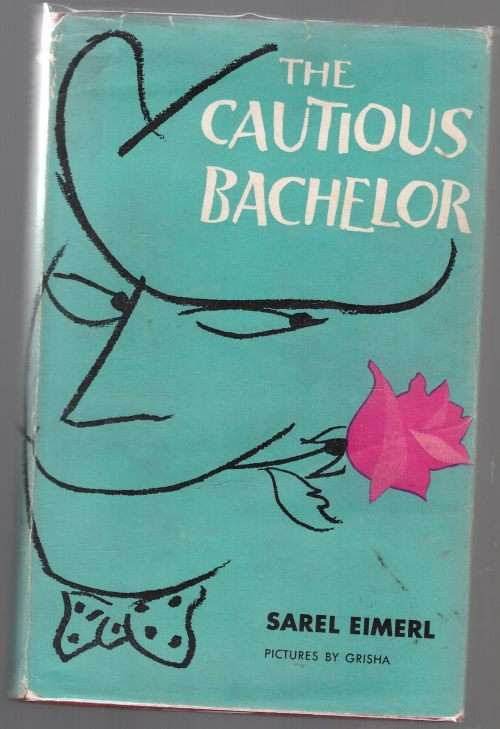 THE
CAUTIOUS
BACHELOR
SAREL EIMERL
PICTURES BY GRISHA